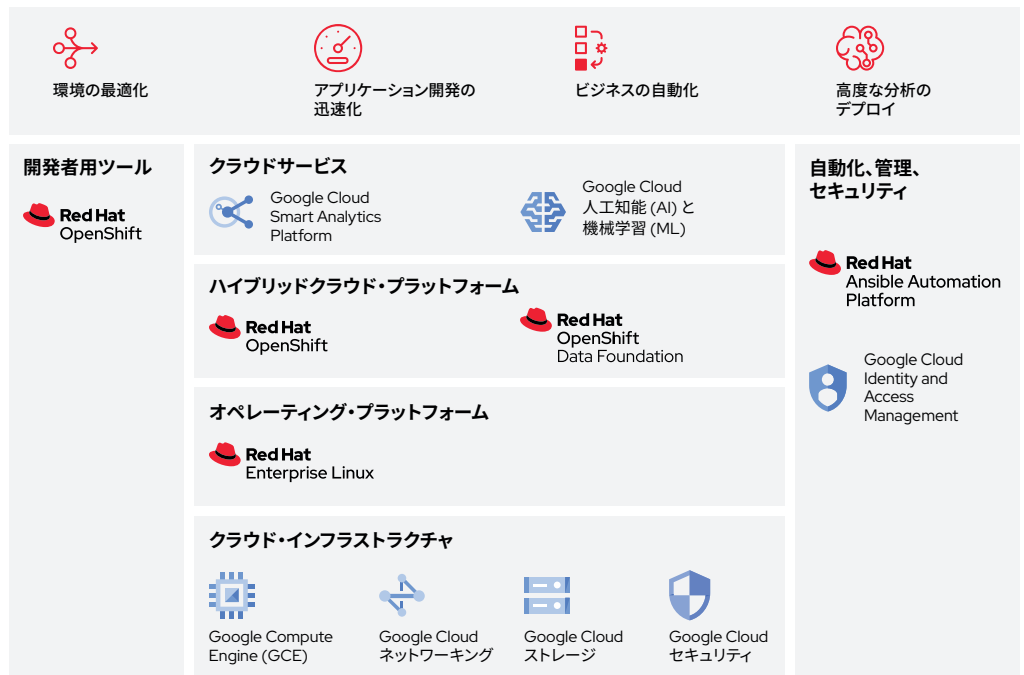 環境の最適化
アプリケーション開発の
迅速化
ビジネスの自動化
高度な分析の
デプロイ
開発者用ツール
Red Hat
OpenShift
クラウドサービス
Google Cloud
Smart Analytics
Platform
Google Cloud
人工知能 (AI) と
機械学習 (ML)
ハイブリッドクラウド・プラットフォーム
Red Hat
OpenShift
Red Hat
OpenShift
Data Foundation
オペレーティング・プラットフォーム
Red Hat
Enterprise Linux
クラウド・インフラストラクチャ
Google Compute
Engine (GCE)
Google Cloud
ネットワーキング
Google Cloud
ストレージ
Google Cloud
セキュリティ
自動化、管理、
セキュリティ
Red Hat
Ansible Automation
Platform
Google Cloud
Identity and
Access
Management